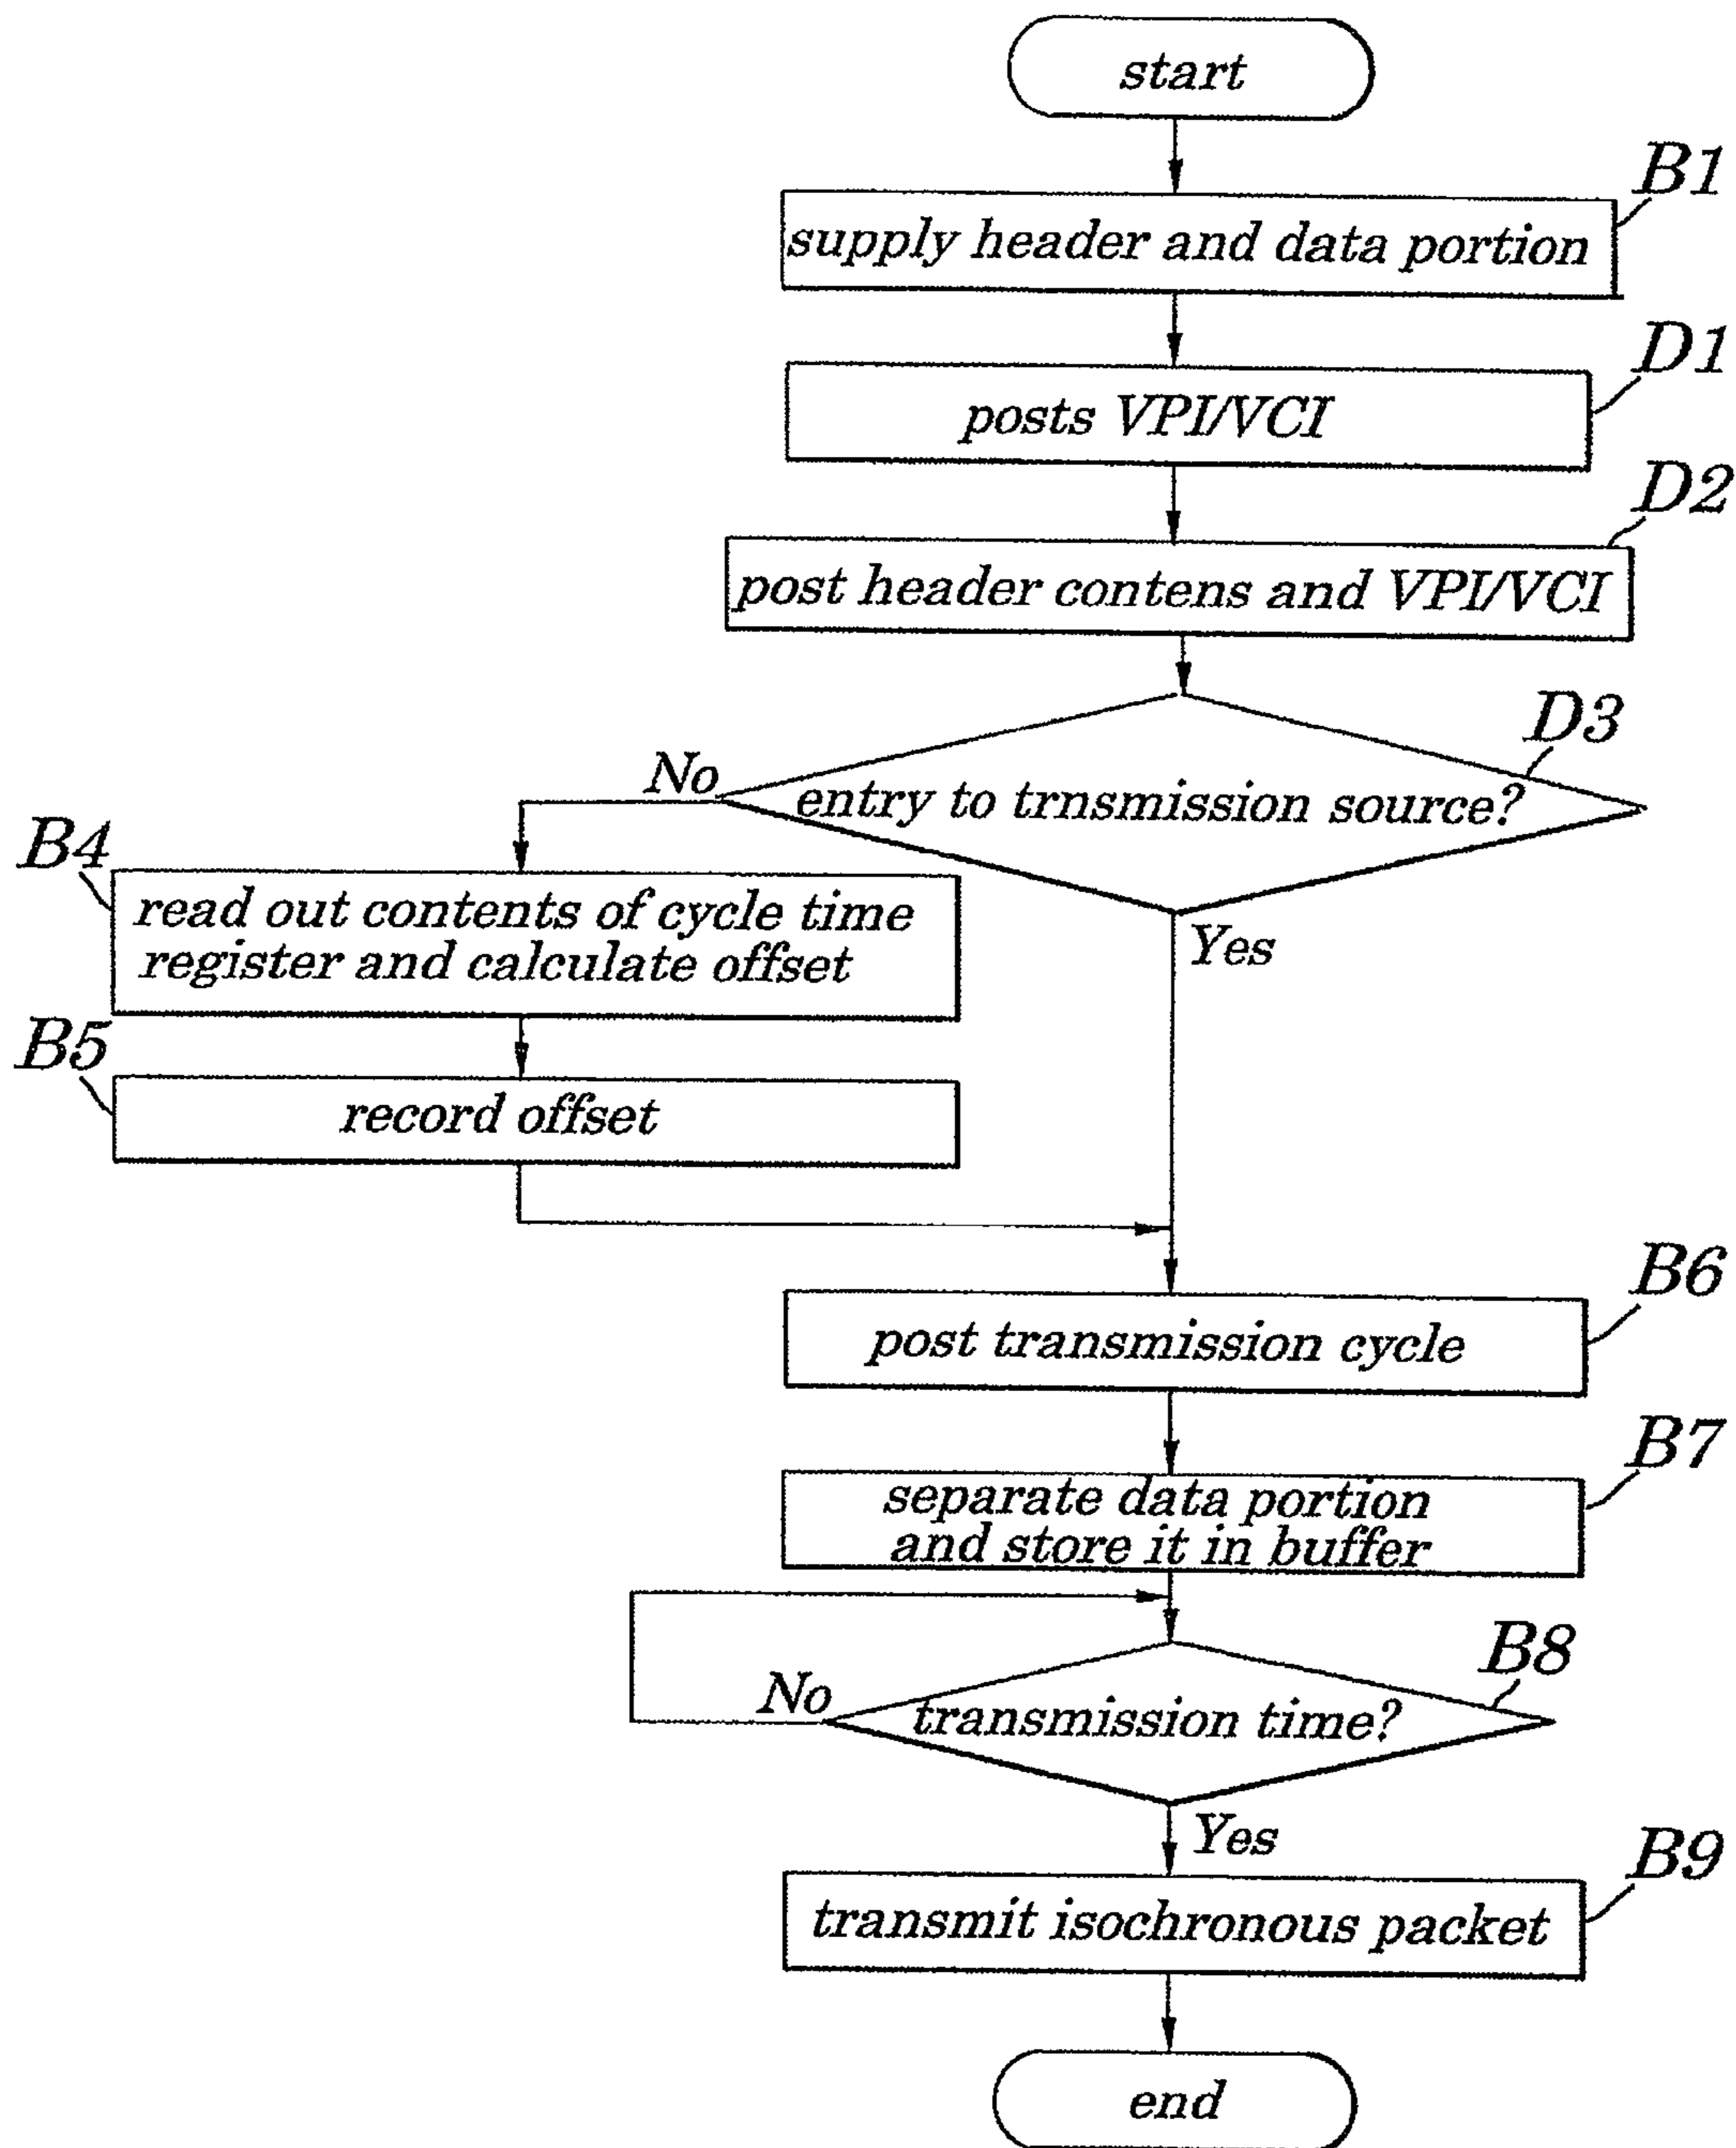 start
B1
supply header and data portion
D1
posts VPI/VCI
D2
post header contens and VPI/VCI
D3
No
entry to trnsmission source?
Yes
B4
read out contents of cycle time
register and calculate offset
B5
record offset
B6
post transmission cycle
B7
separate data portion
and store it in buffer
B8
No
transmission time?
Yes
B9
transmit isochronous packet
end